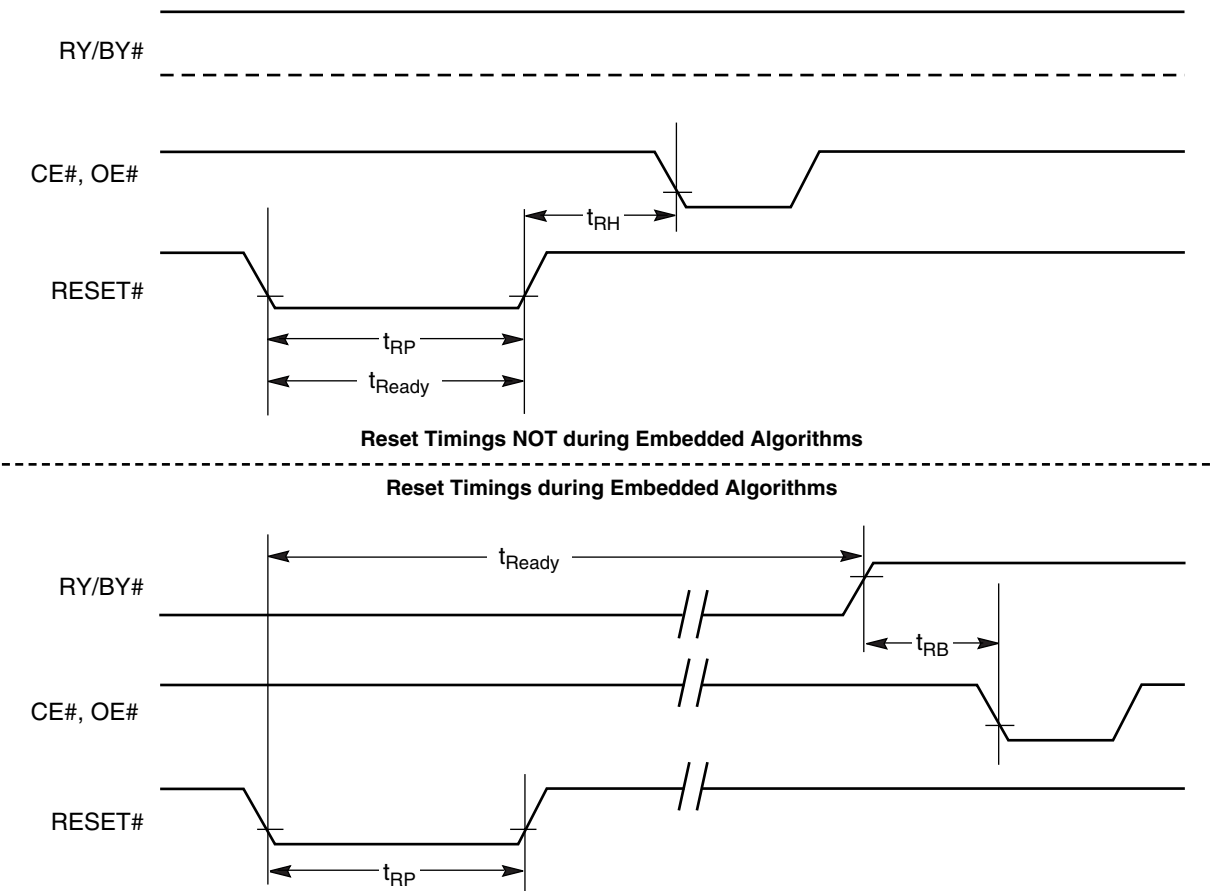 RY/BY#
CE#, OE#
tRH
RESET#
tRP
tReady
Reset Timings NOT during Embedded Algorithms
Reset Timings during Embedded Algorithms
tReady
RY/BY#
tRB
CE#, OE#
RESET#
tRP